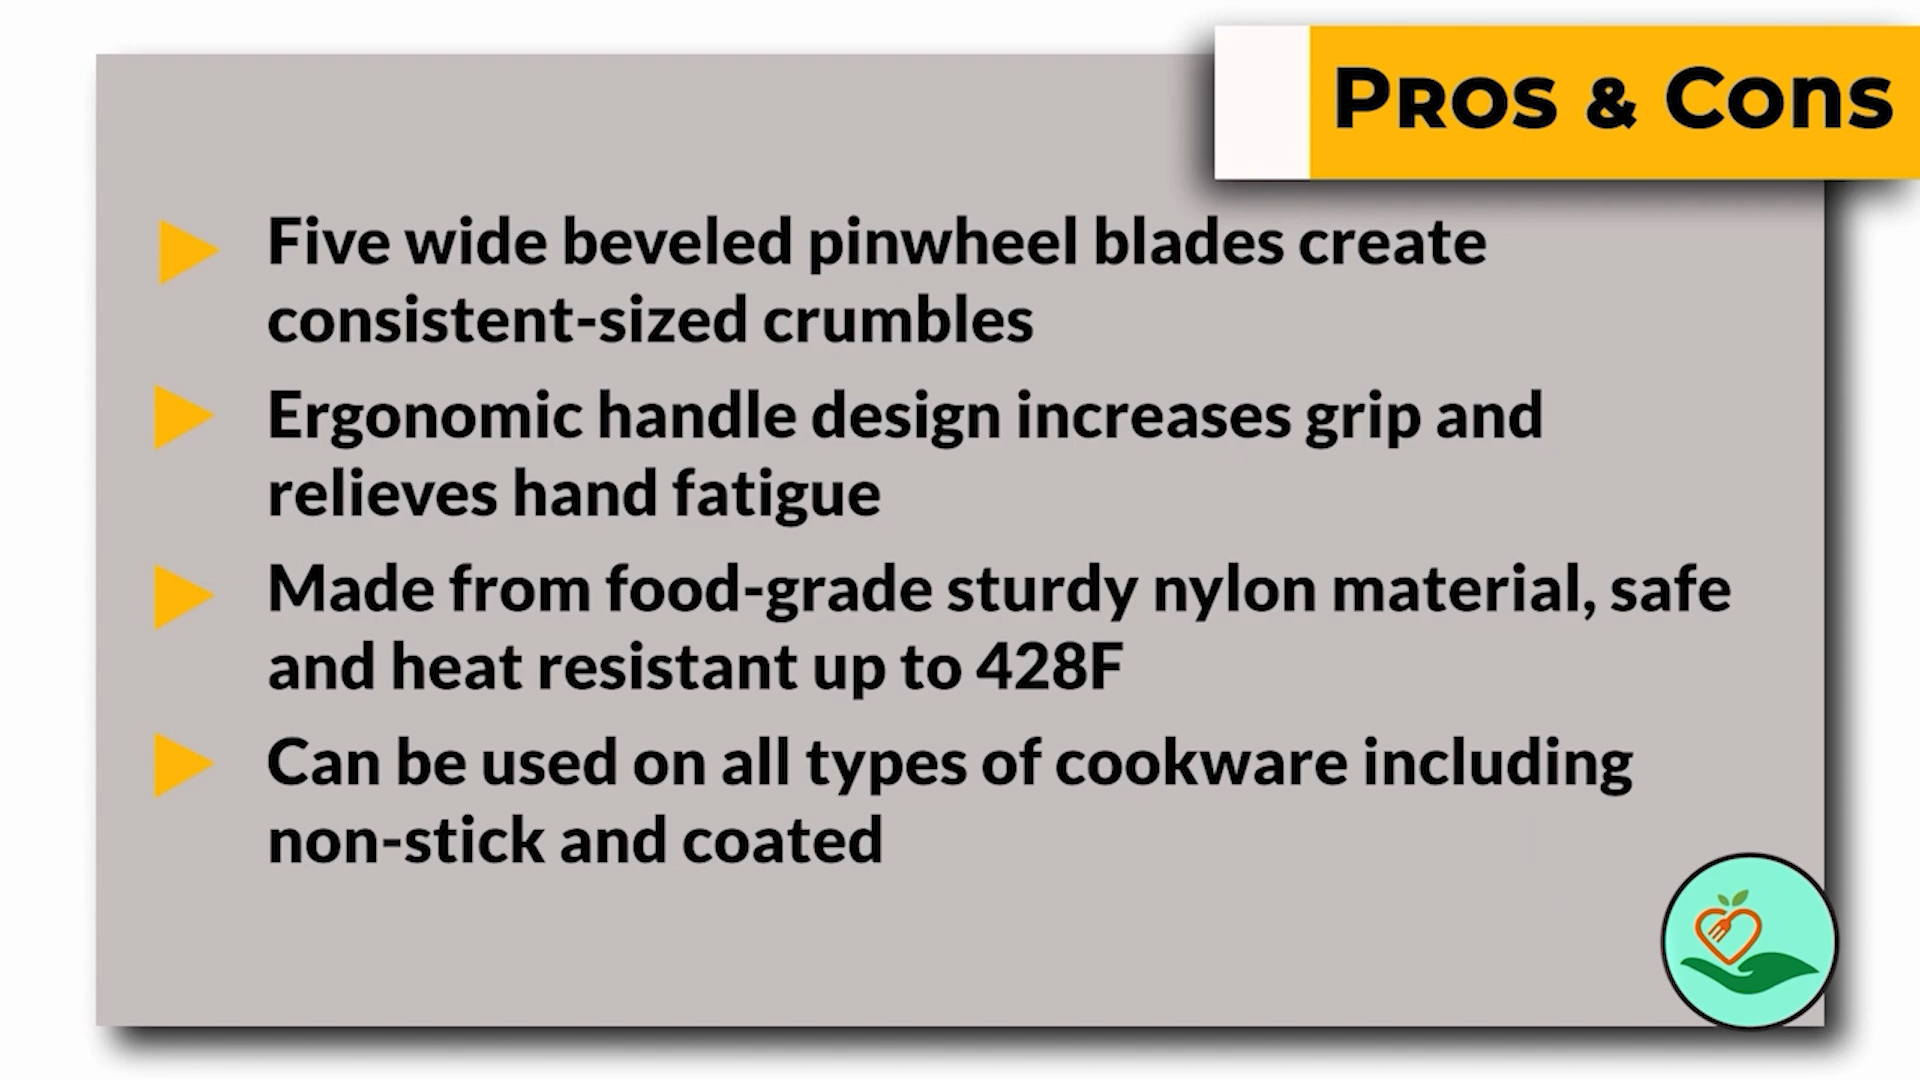 Pros & Cons
Five wide beveled pinwheel blades create
consistent-sized crumbles
Ergonomic handle design increases grip and
relieves hand fatigue
Made from food-grade sturdy nylon material, safe
and heat resistant up to 428F
Can be used on all types of cookware including
non-stick and coated